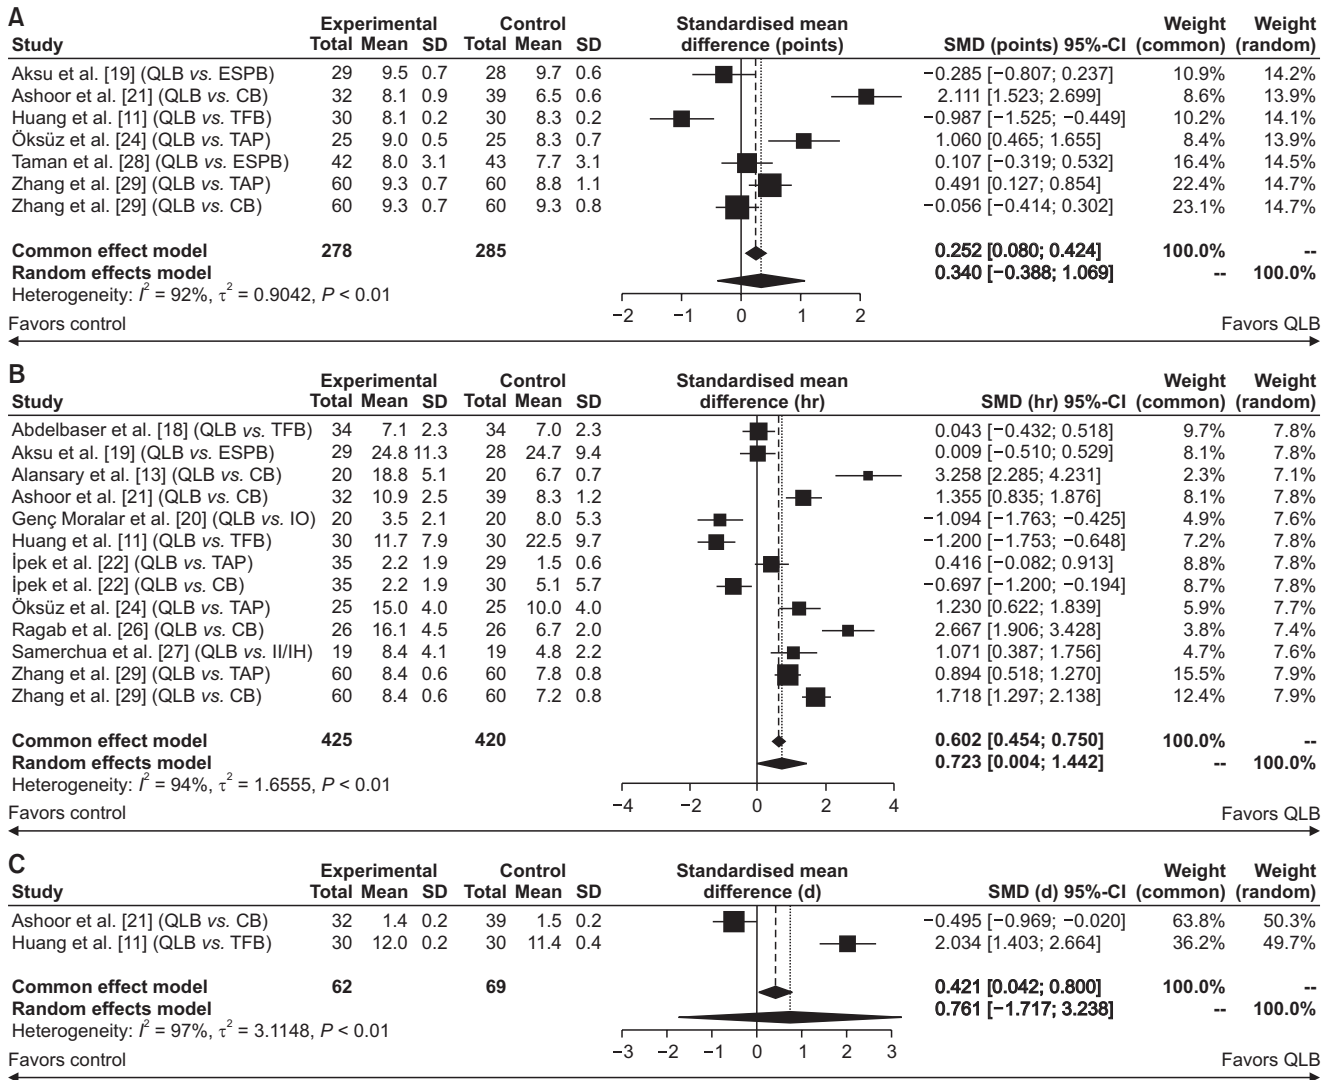 A
Experimental Control Standardised mean Weight Weight
Study Total Mean SD Total Mean SD difference (points) SMD (points) 95%-CI (common) (random)
Aksu et al. [19] (QLB vs. ESPB) 29 9.5 0.7 28 9.7 0.6 −0.285 [−0.807; 0.237] 10.9% 14.2%
Ashoor et al. [21] (QLB vs. CB) 32 8.1 0.9 39 6.5 0.6 2.111 [1.523; 2.699] 8.6% 13.9%
Huang et al. [11] (QLB vs. TFB) 30 8.1 0.2 30 8.3 0.2 −0.987 [−1.525; −0.449] 10.2% 14.1%
Öksüz et al. [24] (QLB vs. TAP) 25 9.0 0.5 25 8.3 0.7 1.060 [0.465; 1.655] 8.4% 13.9%
Taman et al. [28] (QLB vs. ESPB) 42 8.0 3.1 43 7.7 3.1 0.107 [−0.319; 0.532] 16.4% 14.5%
Zhang et al. [29] (QLB vs. TAP) 60 9.3 0.7 60 8.8 1.1 0.491 [0.127; 0.854] 22.4% 14.7%
Zhang et al. [29] (QLB vs. CB) 60 9.3 0.7 60 9.3 0.8 −0.056 [−0.414; 0.302] 23.1% 14.7%
Common effect model 278 285 0.252 [0.080; 0.424] 100.0% --
Random effects model 0.340 [−0.388; 1.069] -- 100.0%
Heterogeneity: I² = 92%, τ² = 0.9042, P < 0.01
−2 −1 0 1 2
Favors control Favors QLB
B
Experimental Control Standardised mean Weight Weight
Study Total Mean SD Total Mean SD difference (hr) SMD (hr) 95%-CI (common) (random)
Abdelbaser et al. [18] (QLB vs. TFB) 34 7.1 2.3 34 7.0 2.3 0.043 [−0.432; 0.518] 9.7% 7.8%
Aksu et al. [19] (QLB vs. ESPB) 29 24.8 11.3 28 24.7 9.4 0.009 [−0.510; 0.529] 8.1% 7.8%
Alansary et al. [13] (QLB vs. CB) 20 18.8 5.1 20 6.7 0.7 3.258 [2.285; 4.231] 2.3% 7.1%
Ashoor et al. [21] (QLB vs. CB) 32 10.9 2.5 39 8.3 1.2 1.355 [0.835; 1.876] 8.1% 7.8%
Genç Moralar et al. [20] (QLB vs. IO) 20 3.5 2.1 20 8.0 5.3 −1.094 [−1.763; −0.425] 4.9% 7.6%
Huang et al. [11] (QLB vs. TFB) 30 11.7 7.9 30 22.5 9.7 −1.200 [−1.753; −0.648] 7.2% 7.8%
İpek et al. [22] (QLB vs. TAP) 35 2.2 1.9 29 1.5 0.6 0.416 [−0.082; 0.913] 8.8% 7.8%
İpek et al. [22] (QLB vs. CB) 35 2.2 1.9 30 5.1 5.7 −0.697 [−1.200; −0.194] 8.7% 7.8%
Öksüz et al. [24] (QLB vs. TAP) 25 15.0 4.0 25 10.0 4.0 1.230 [0.622; 1.839] 5.9% 7.7%
Ragab et al. [26] (QLB vs. CB) 26 16.1 4.5 26 6.7 2.0 2.667 [1.906; 3.428] 3.8% 7.4%
Samerchua et al. [27] (QLB vs. II/IH) 19 8.4 4.1 19 4.8 2.2 1.071 [0.387; 1.756] 4.7% 7.6%
Zhang et al. [29] (QLB vs. TAP) 60 8.4 0.6 60 7.8 0.8 0.894 [0.518; 1.270] 15.5% 7.9%
Zhang et al. [29] (QLB vs. CB) 60 8.4 0.6 60 7.2 0.8 1.718 [1.297; 2.138] 12.4% 7.9%
Common effect model 425 420 0.602 [0.454; 0.750] 100.0% --
Random effects model 0.723 [0.004; 1.442] -- 100.0%
Heterogeneity: I² = 94%, τ² = 1.6555, P < 0.01
−4 −2 0 2 4
Favors control Favors QLB
C
Experimental Control Standardised mean Weight Weight
Study Total Mean SD Total Mean SD difference (d) SMD (d) 95%-CI (common) (random)
Ashoor et al. [21] (QLB vs. CB) 32 1.4 0.2 39 1.5 0.2 −0.495 [−0.969; −0.020] 63.8% 50.3%
Huang et al. [11] (QLB vs. TFB) 30 12.0 0.2 30 11.4 0.4 2.034 [1.403; 2.664] 36.2% 49.7%
Common effect model 62 69 0.421 [0.042; 0.800] 100.0% --
Random effects model 0.761 [−1.717; 3.238] -- 100.0%
Heterogeneity: I² = 97%, τ² = 3.1148, P < 0.01
−3 −2 −1 0 1 2 3
Favors control Favors QLB